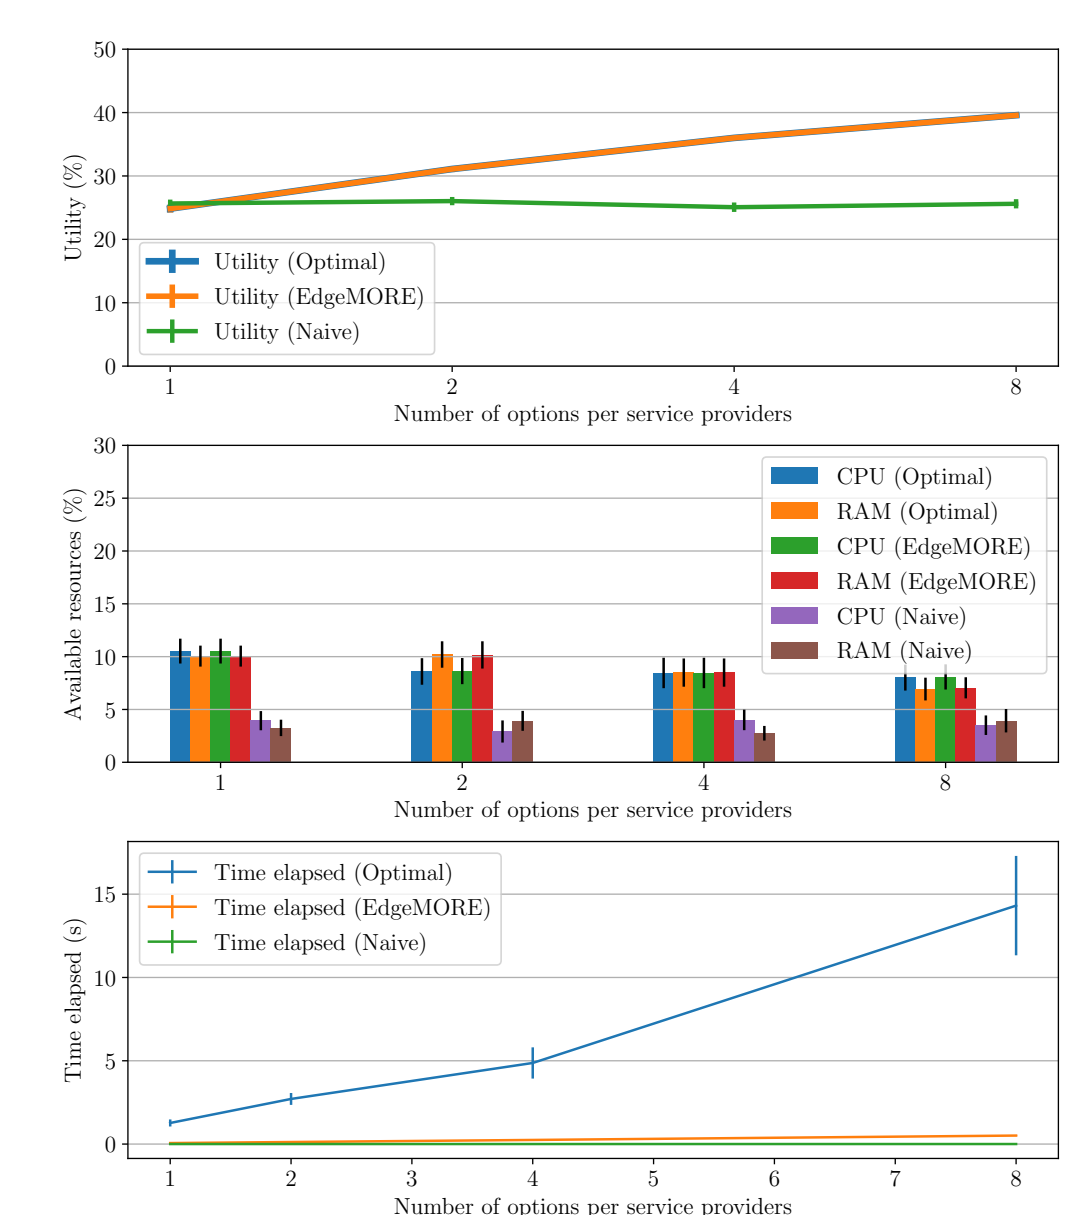 50
40
30
20
10
0
Utility (%)
Utility (Optimal)
Utility (EdgeMORE)
Utility (Naive)
1 2 4 8
Number of options per service providers
30
25
20
15
10
5
0
Available resources (%)
CPU (Optimal)
RAM (Optimal)
CPU (EdgeMORE)
RAM (EdgeMORE)
CPU (Naive)
RAM (Naive)
1 2 4 8
Number of options per service providers
15
10
5
0
Time elapsed (s)
Time elapsed (Optimal)
Time elapsed (EdgeMORE)
Time elapsed (Naive)
1 2 3 4 5 6 7 8
Number of options per service providers